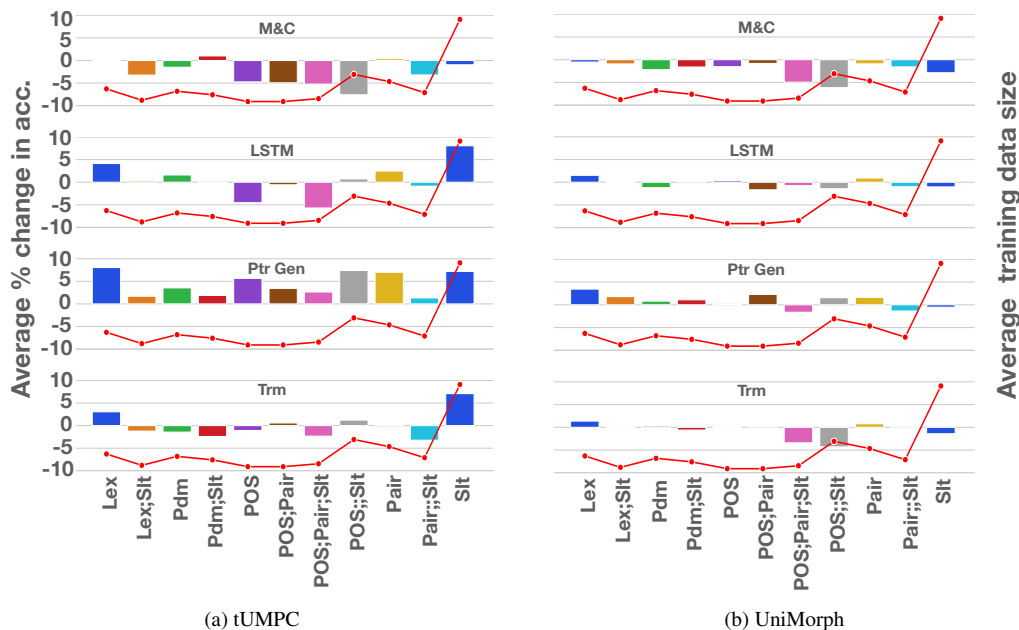 Average % change in acc.
10
5
0
-5
-10
M&C
10
5
0
-5
-10
LSTM
10
5
0
-5
-10
Ptr Gen
10
5
0
-5
-10
Trm
Lex
Lex;Slt
Pdm
Pdm;Slt
POS
POS;Pair
POS;Pair;Slt
POS;;Slt
Pair
Pair;;Slt
Slt
(a) tUMPC
M&C
LSTM
Ptr Gen
Trm
Lex
Lex;Slt
Pdm
Pdm;Slt
POS
POS;Pair
POS;Pair;Slt
POS;;Slt
Pair
Pair;;Slt
Slt
(b) UniMorph
Average training data size